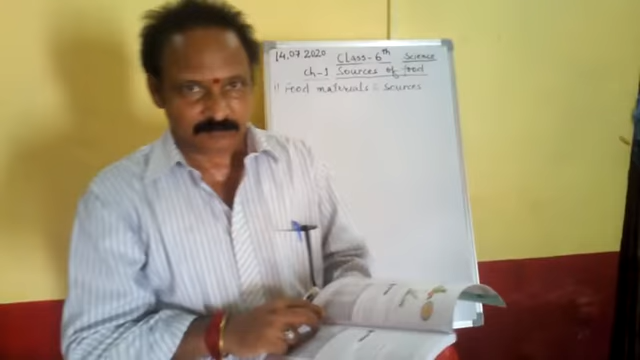 14.07.2020 Class-6th Science
Ch-1 Sources of food
1) Food materials & sources